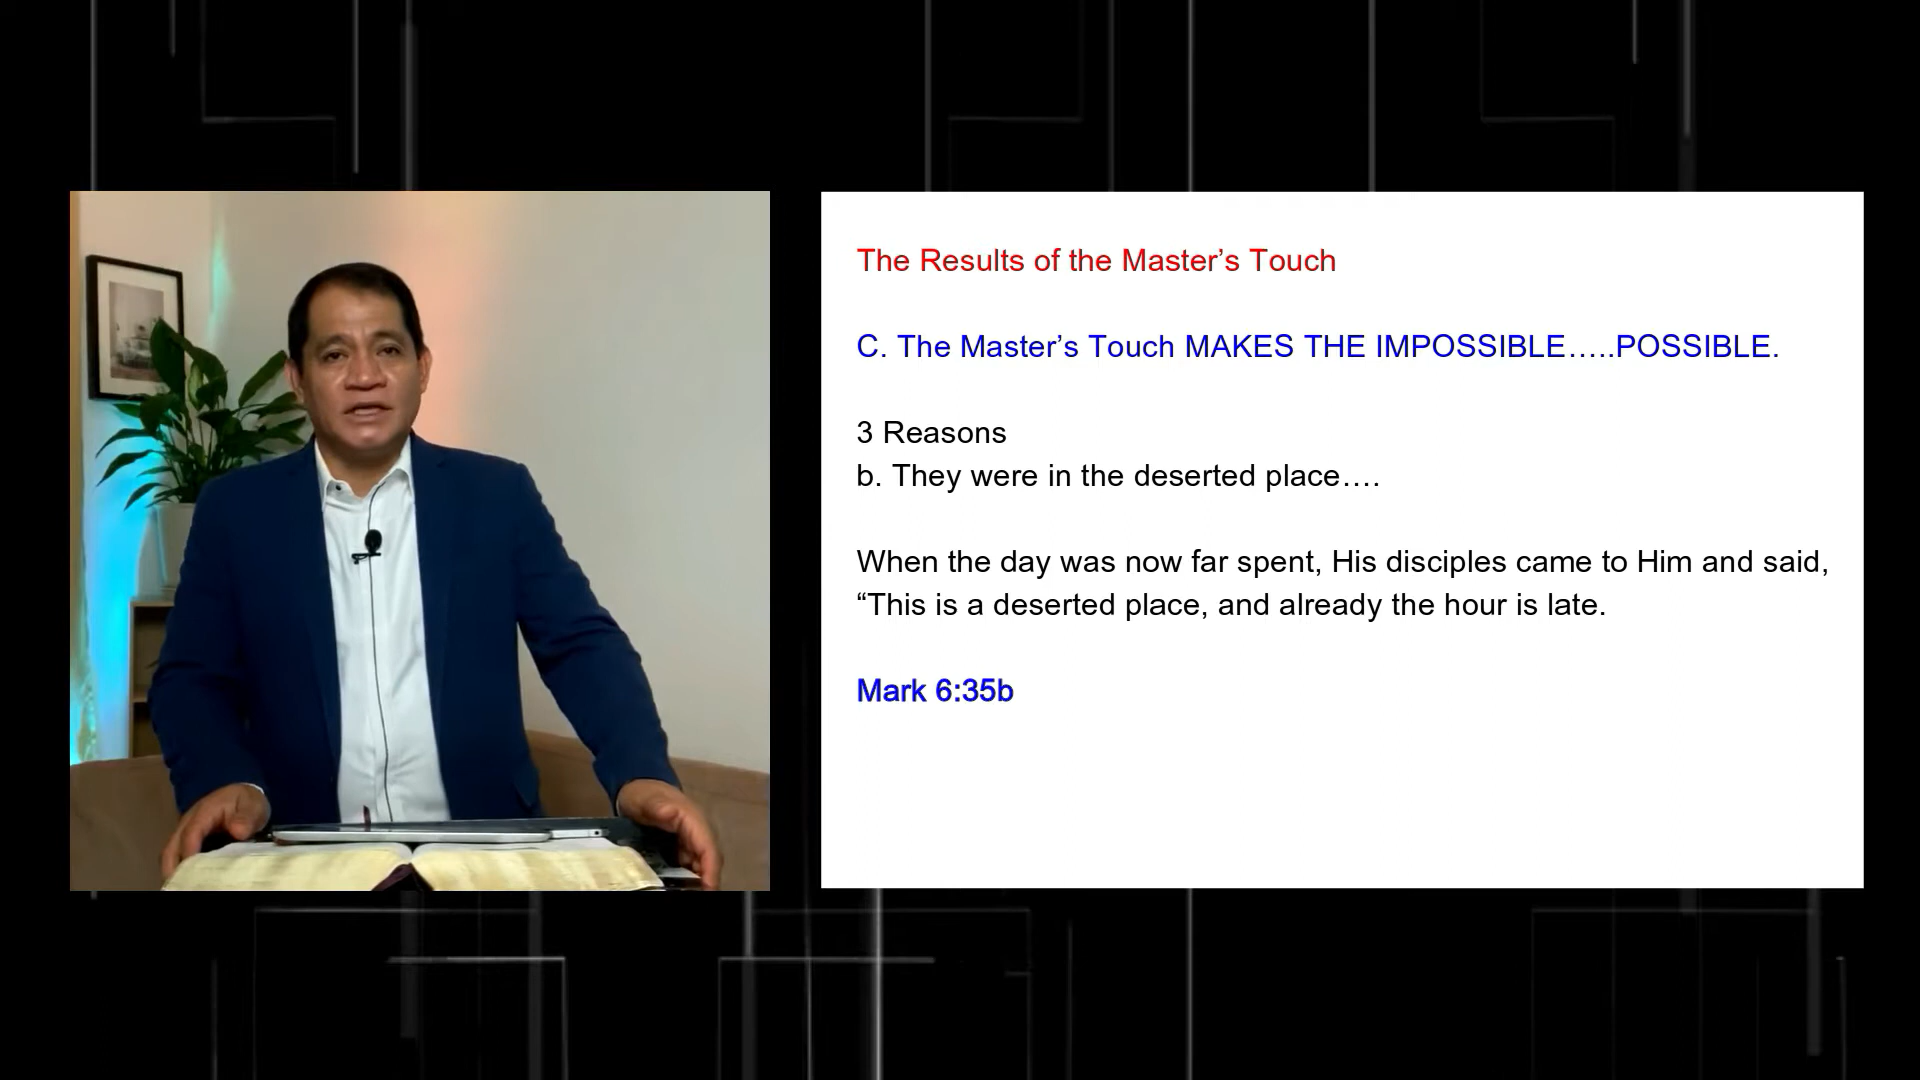 The Results of the Master’s Touch
C. The Master’s Touch MAKES THE IMPOSSIBLE…..POSSIBLE.
3 Reasons
b. They were in the deserted place….
When the day was now far spent, His disciples came to Him and said,
“This is a deserted place, and already the hour is late.
Mark 6:35b